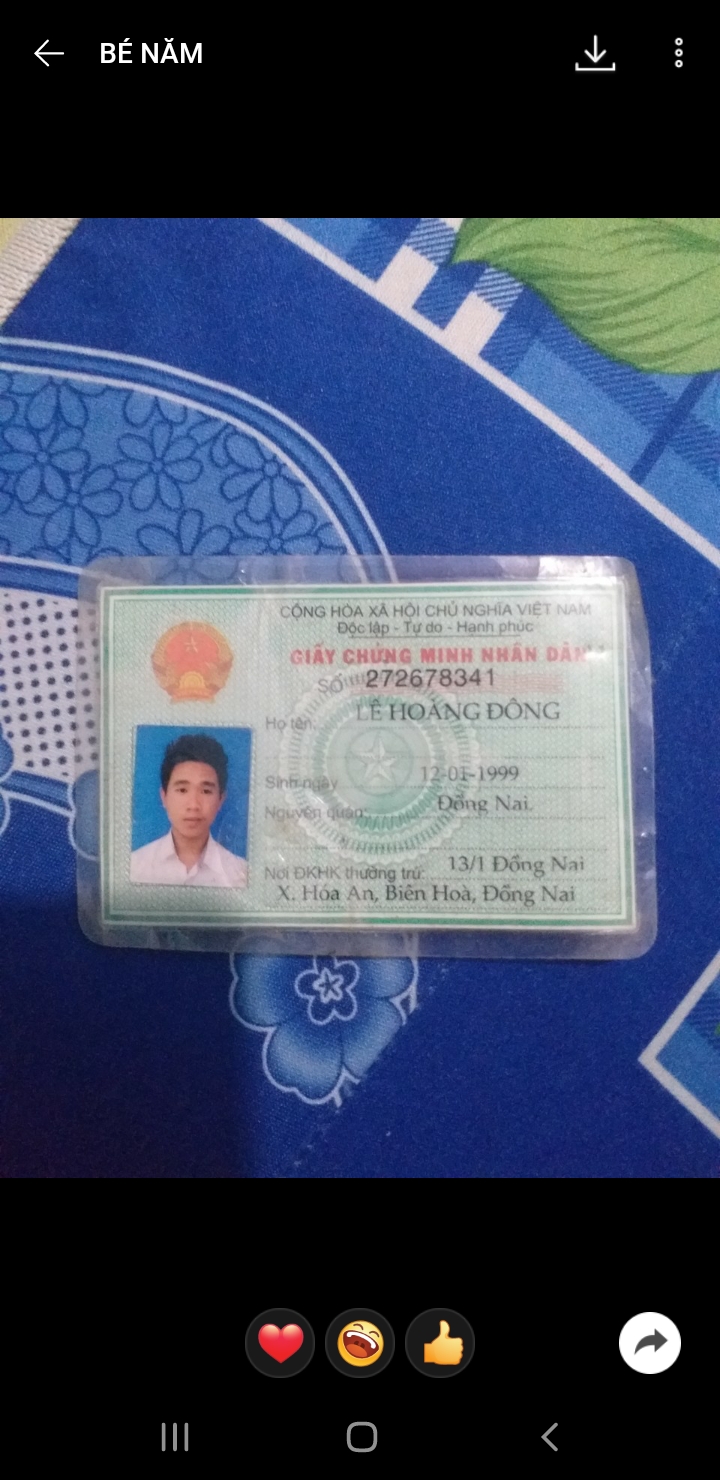 BÉ NĂM
CỘNG HÒA XÃ HỘI CHỦ NGHĨA VIỆT NAM
Độc lập - Tự do - Hạnh phúc
GIẤY CHỨNG MINH NHÂN DÂN
SỐ 272678341
Họ tên: LÊ HOÀNG ĐÔNG
Sinh ngày 12-01-1999
Nguyên quán: Đồng Nai.
Nơi ĐKHK thường trú: 13/1 Đồng Nai
X. Hóa An, Biên Hoà, Đồng Nai